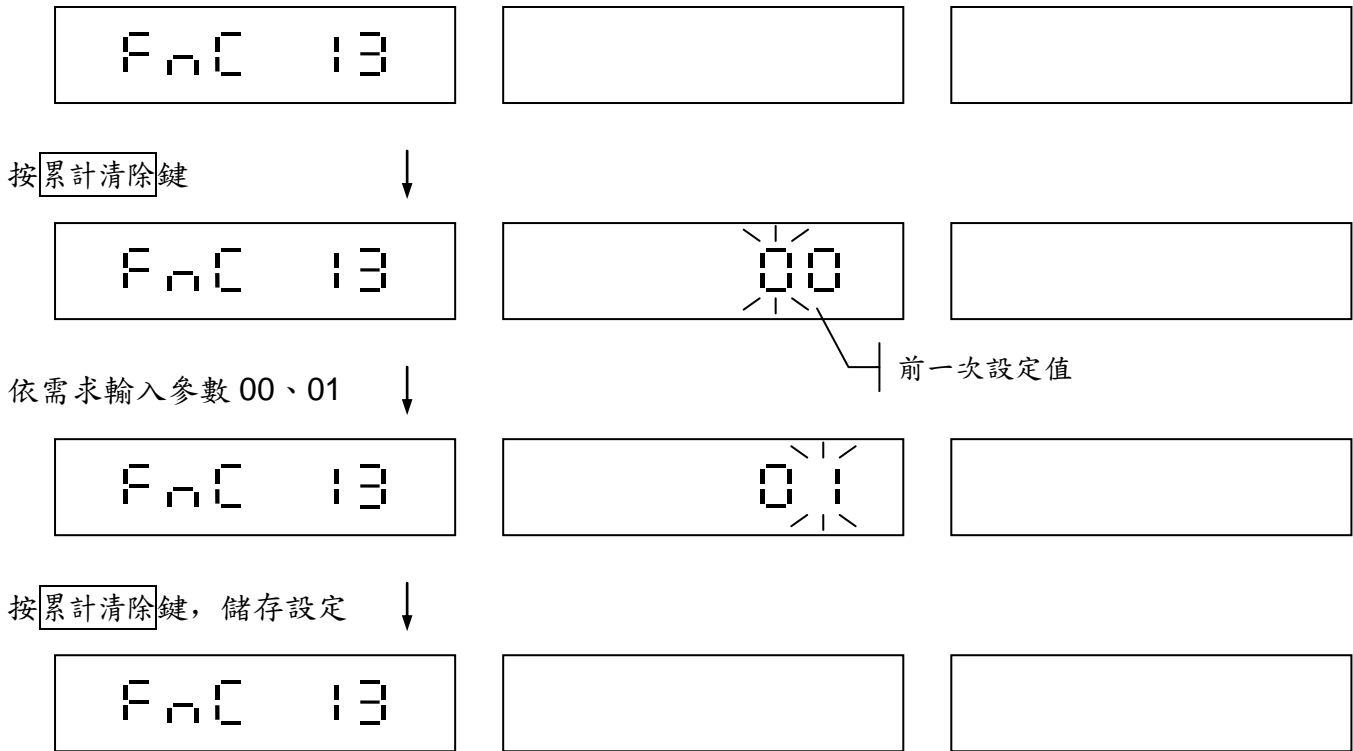 FnC 13
按累計清除鍵
FnC 13 00
前一次設定值
依需求輸入參數 00、01
FnC 13 01
按累計清除鍵，儲存設定
FnC 13